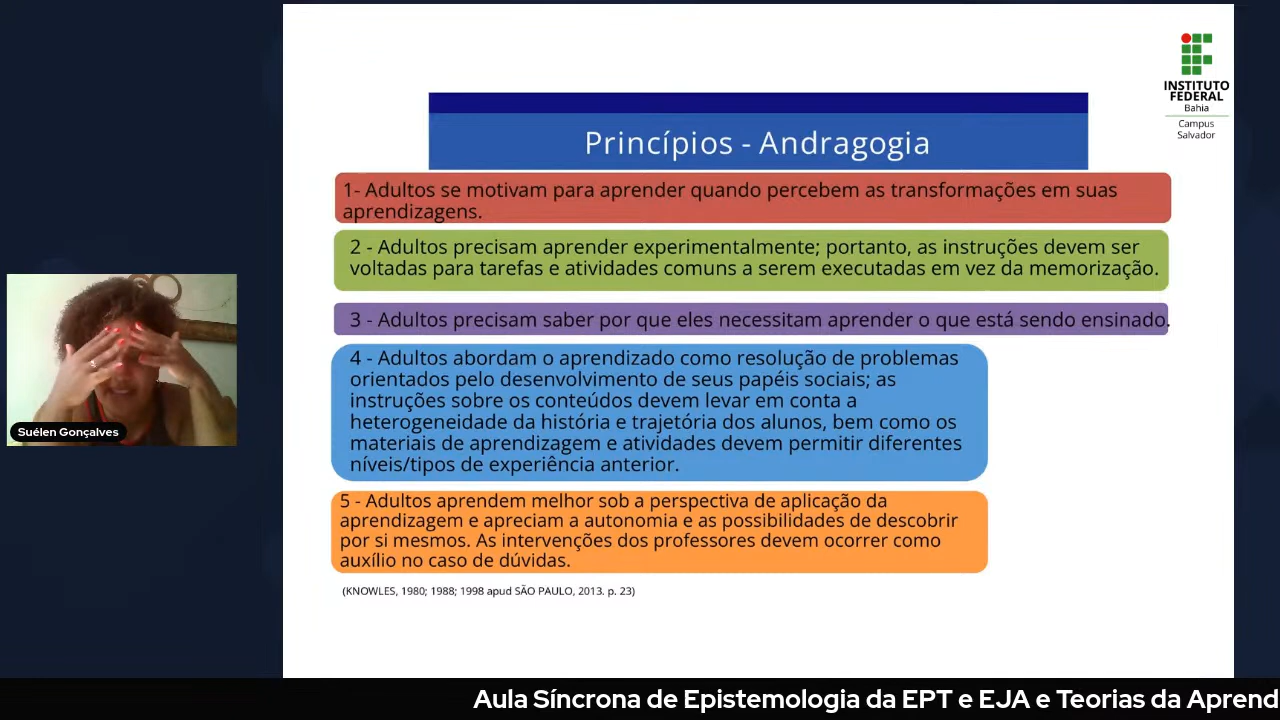 INSTITUTO
FEDERAL
Bahia
Campus
Salvador
Princípios - Andragogia
1- Adultos se motivam para aprender quando percebem as transformações em suas
aprendizagens.
2 - Adultos precisam aprender experimentalmente; portanto, as instruções devem ser
voltadas para tarefas e atividades comuns a serem executadas em vez da memorização.
3 - Adultos precisam saber por que eles necessitam aprender o que está sendo ensinado.
4 - Adultos abordam o aprendizado como resolução de problemas
orientados pelo desenvolvimento de seus papéis sociais; as
instruções sobre os conteúdos devem levar em conta a
heterogeneidade da história e trajetória dos alunos, bem como os
materiais de aprendizagem e atividades devem permitir diferentes
níveis/tipos de experiência anterior.
5 - Adultos aprendem melhor sob a perspectiva de aplicação da
aprendizagem e apreciam a autonomia e as possibilidades de descobrir
por si mesmos. As intervenções dos professores devem ocorrer como
auxílio no caso de dúvidas.
(KNOWLES, 1980; 1988; 1998 apud SÃO PAULO, 2013. p. 23)
Suélen Gonçalves
Aula Síncrona de Epistemologia da EPT e EJA e Teorias da Aprend